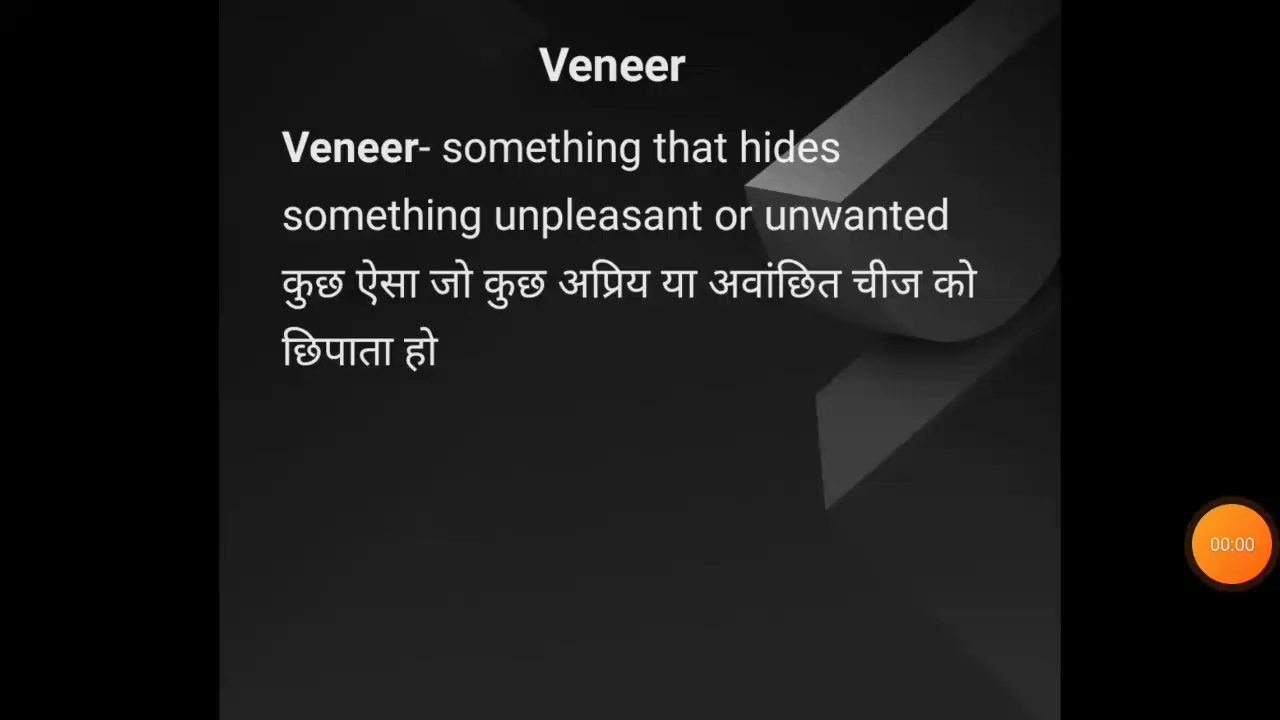 Veneer
Veneer- something that hides
something unpleasant or unwanted
कुछ ऐसा जो कुछ अप्रिय या अवांछित चीज को
छिपाता हो
00:00